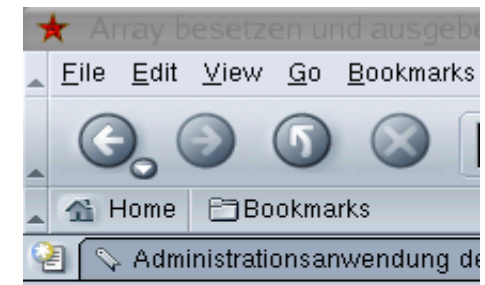 Array besetzen und ausgebe
File Edit View Go Bookmarks
Home Bookmarks
Administrationsanwendung de